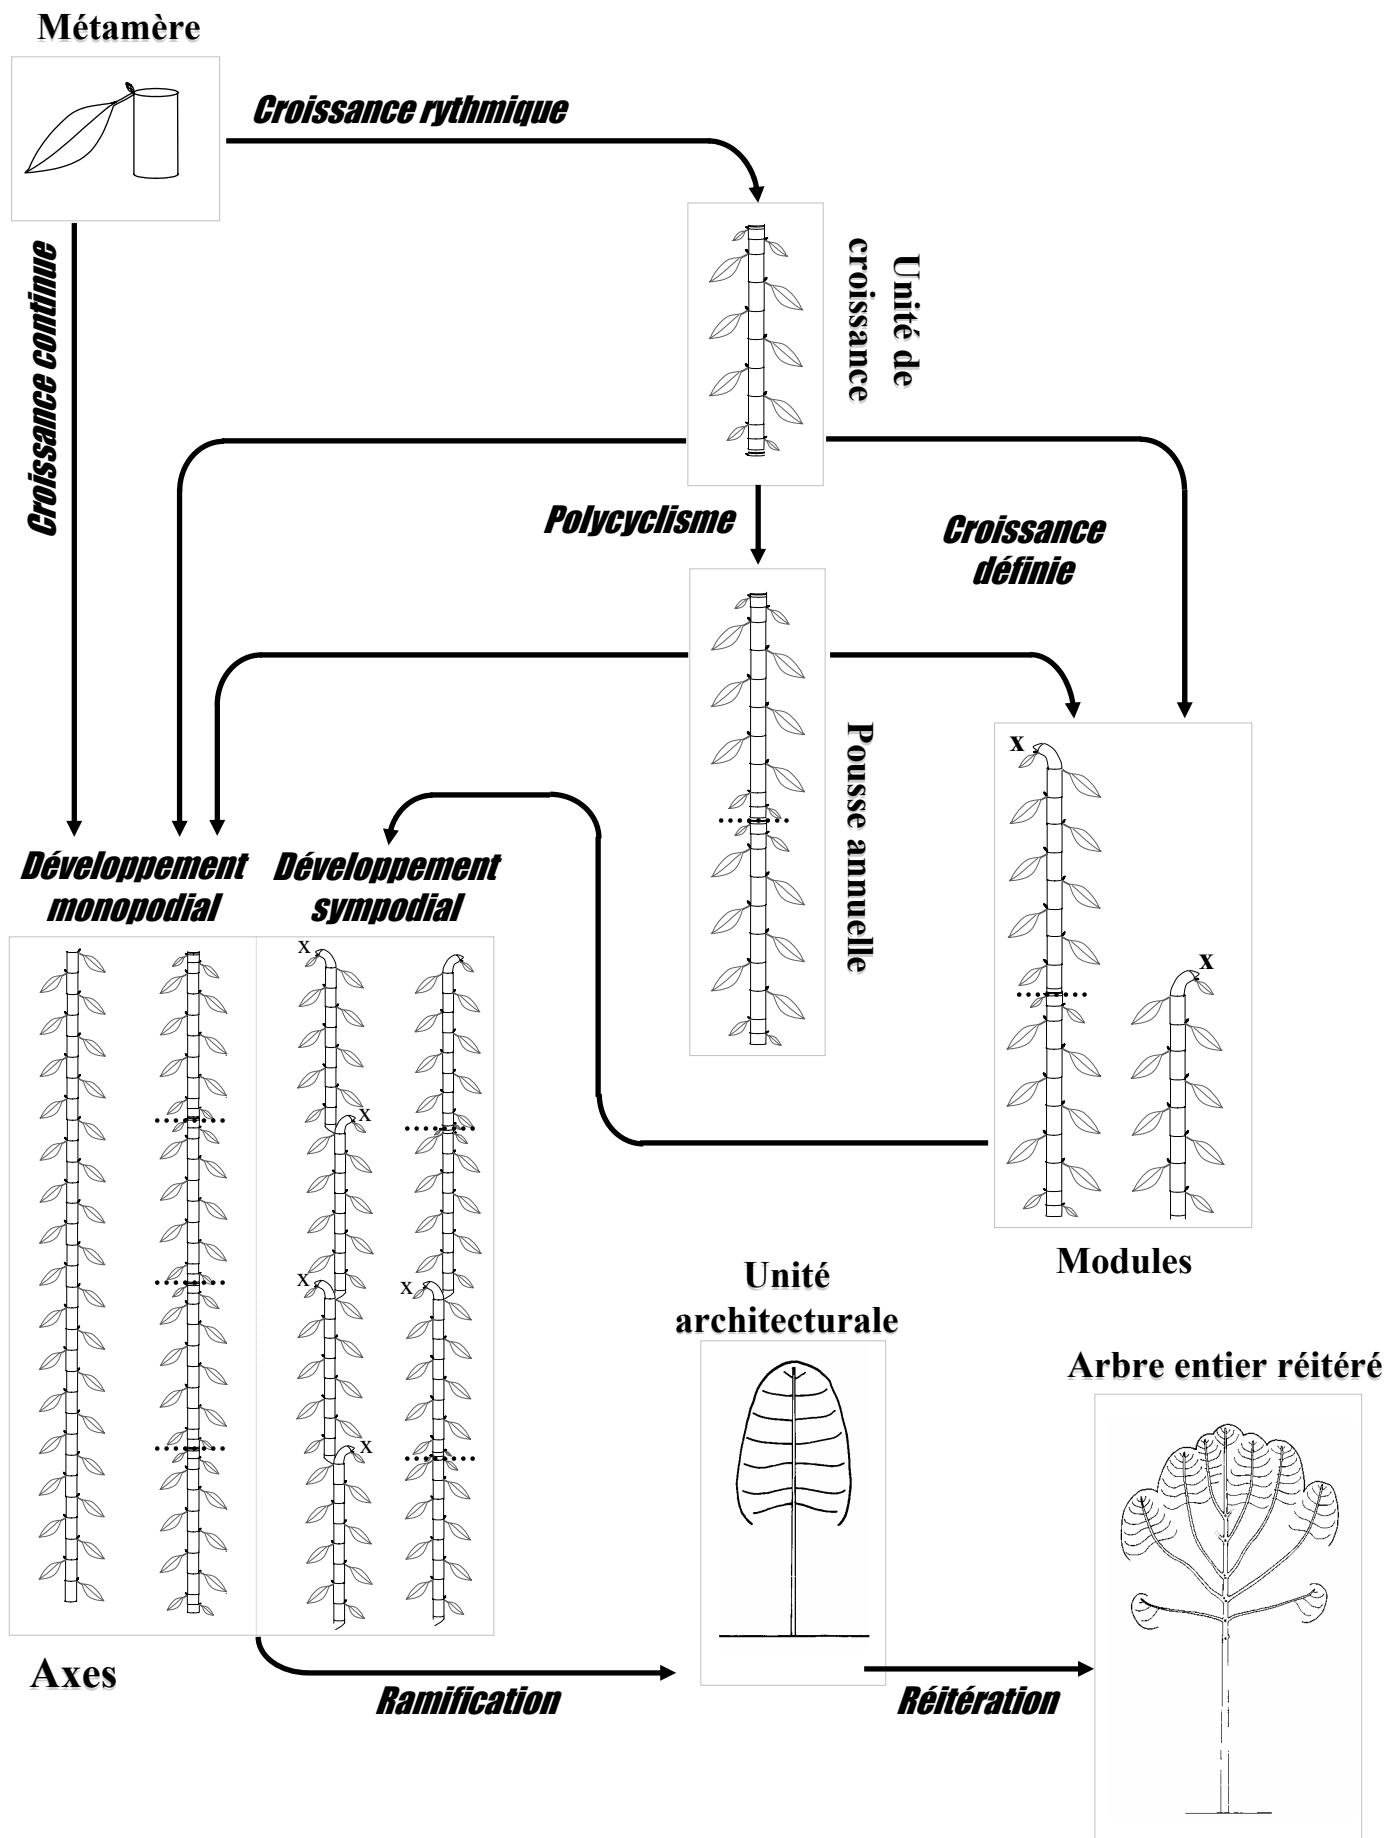 Métamère
Croissance rythmique
Croissance continue
Unité de
croissance
Polycyclisme
Croissance
définie
Pousse annuelle
x
x
Développement
monopodial
Développement
sympodial
x
x
x
x
x
Modules
Unité
architecturale
Arbre entier réitéré
Axes
Ramification
Réitération